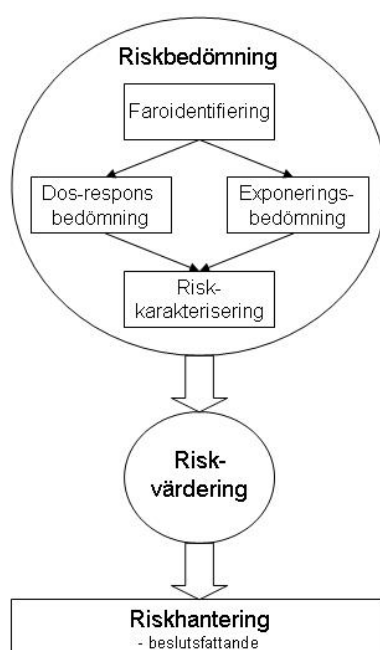 Riskbedömning
Faroidentifiering
Dos-respons
bedömning
Exponerings-
bedömning
Risk-
karakterisering
Risk-
värdering
Riskhantering
- beslutsfattande